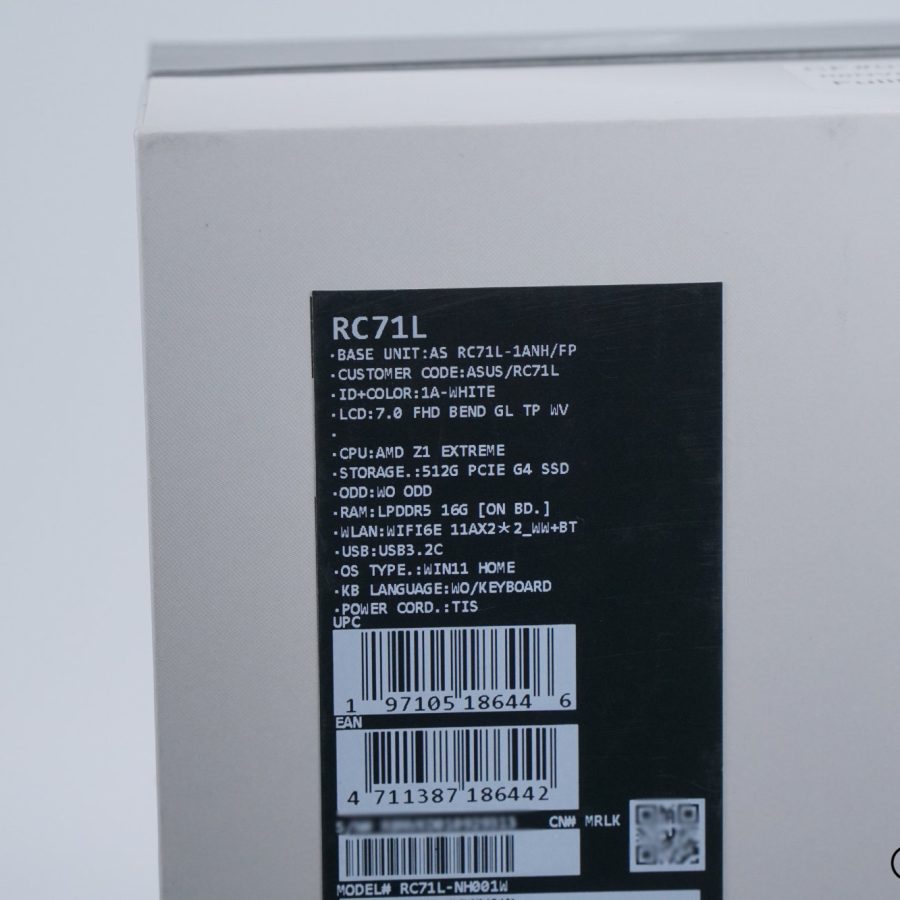 RC71L
·BASE UNIT:AS RC71L-1ANH/FP
·CUSTOMER CODE:ASUS/RC71L
·ID+COLOR:1A-WHITE
·LCD:7.0 FHD BEND GL TP WV
·
·CPU:AMD Z1 EXTREME
·STORAGE.:512G PCIE G4 SSD
·ODD:WO ODD
·RAM:LPDDR5 16G [ON BD.]
·WLAN:WIFI6E 11AX2*2_WW+BT
·USB:USB3.2C
·OS TYPE.:WIN11 HOME
·KB LANGUAGE:WO/KEYBOARD
·POWER CORD.:TIS
UPC
1 97105 18644 6
EAN
4 711387 186442
CN# MRLK
MODEL# RC71L-NH001W